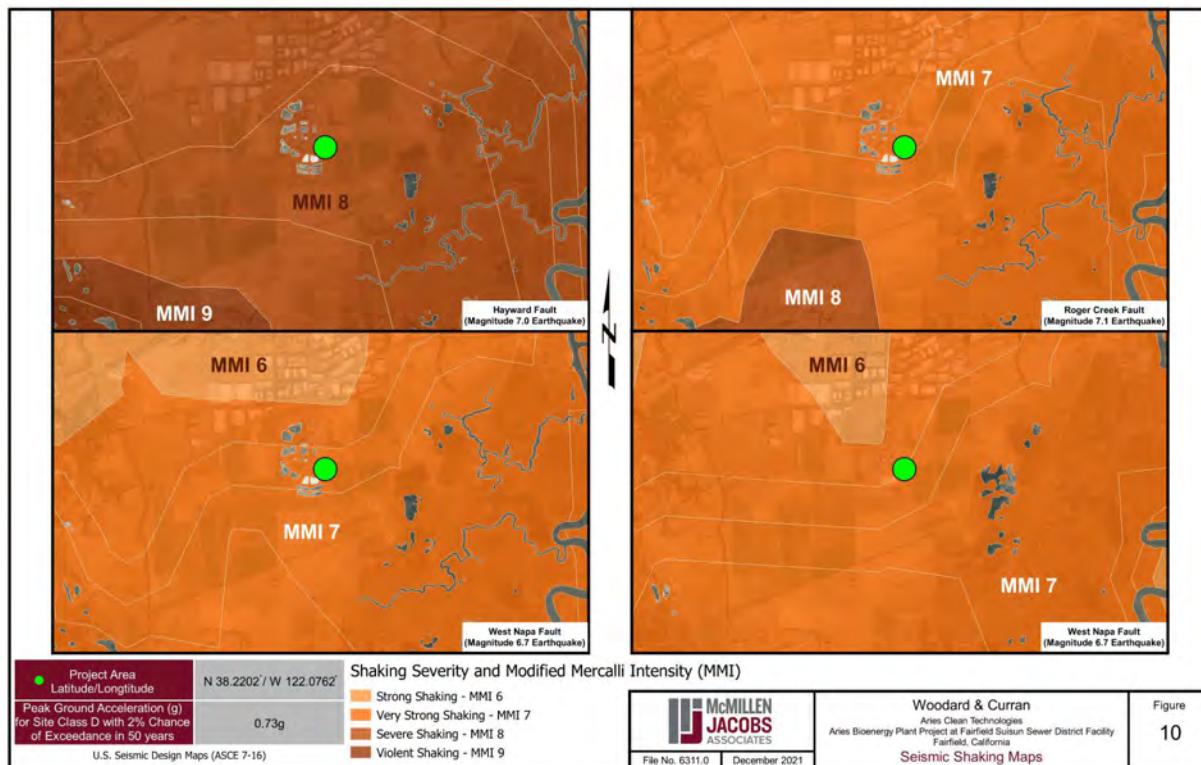 MMI 8
MMI 9
Hayward Fault
(Magnitude 7.0 Earthquake)
MMI 7
MMI 8
Roger Creek Fault
(Magnitude 7.1 Earthquake)
N
MMI 6
MMI 7
West Napa Fault
(Magnitude 6.7 Earthquake)
MMI 6
MMI 7
West Napa Fault
(Magnitude 6.7 Earthquake)
Project Area
Latitude/Longtitude
N 38.2202°/ W 122.0762°
Peak Ground Acceleration (g)
for Site Class D with 2% Chance
of Exceedance in 50 years
0.73g
U.S. Seismic Design Maps (ASCE 7-16)
Shaking Severity and Modified Mercalli Intensity (MMI)
Strong Shaking - MMI 6
Very Strong Shaking - MMI 7
Severe Shaking - MMI 8
Violent Shaking - MMI 9
McMILLEN
JACOBS
ASSOCIATES
File No. 6311.0
December 2021
Woodard & Curran
Aries Clean Technologies
Aries Bioenergy Plant Project at Fairfield Suisun Sewer District Facility
Fairfield, California
Seismic Shaking Maps
Figure
10